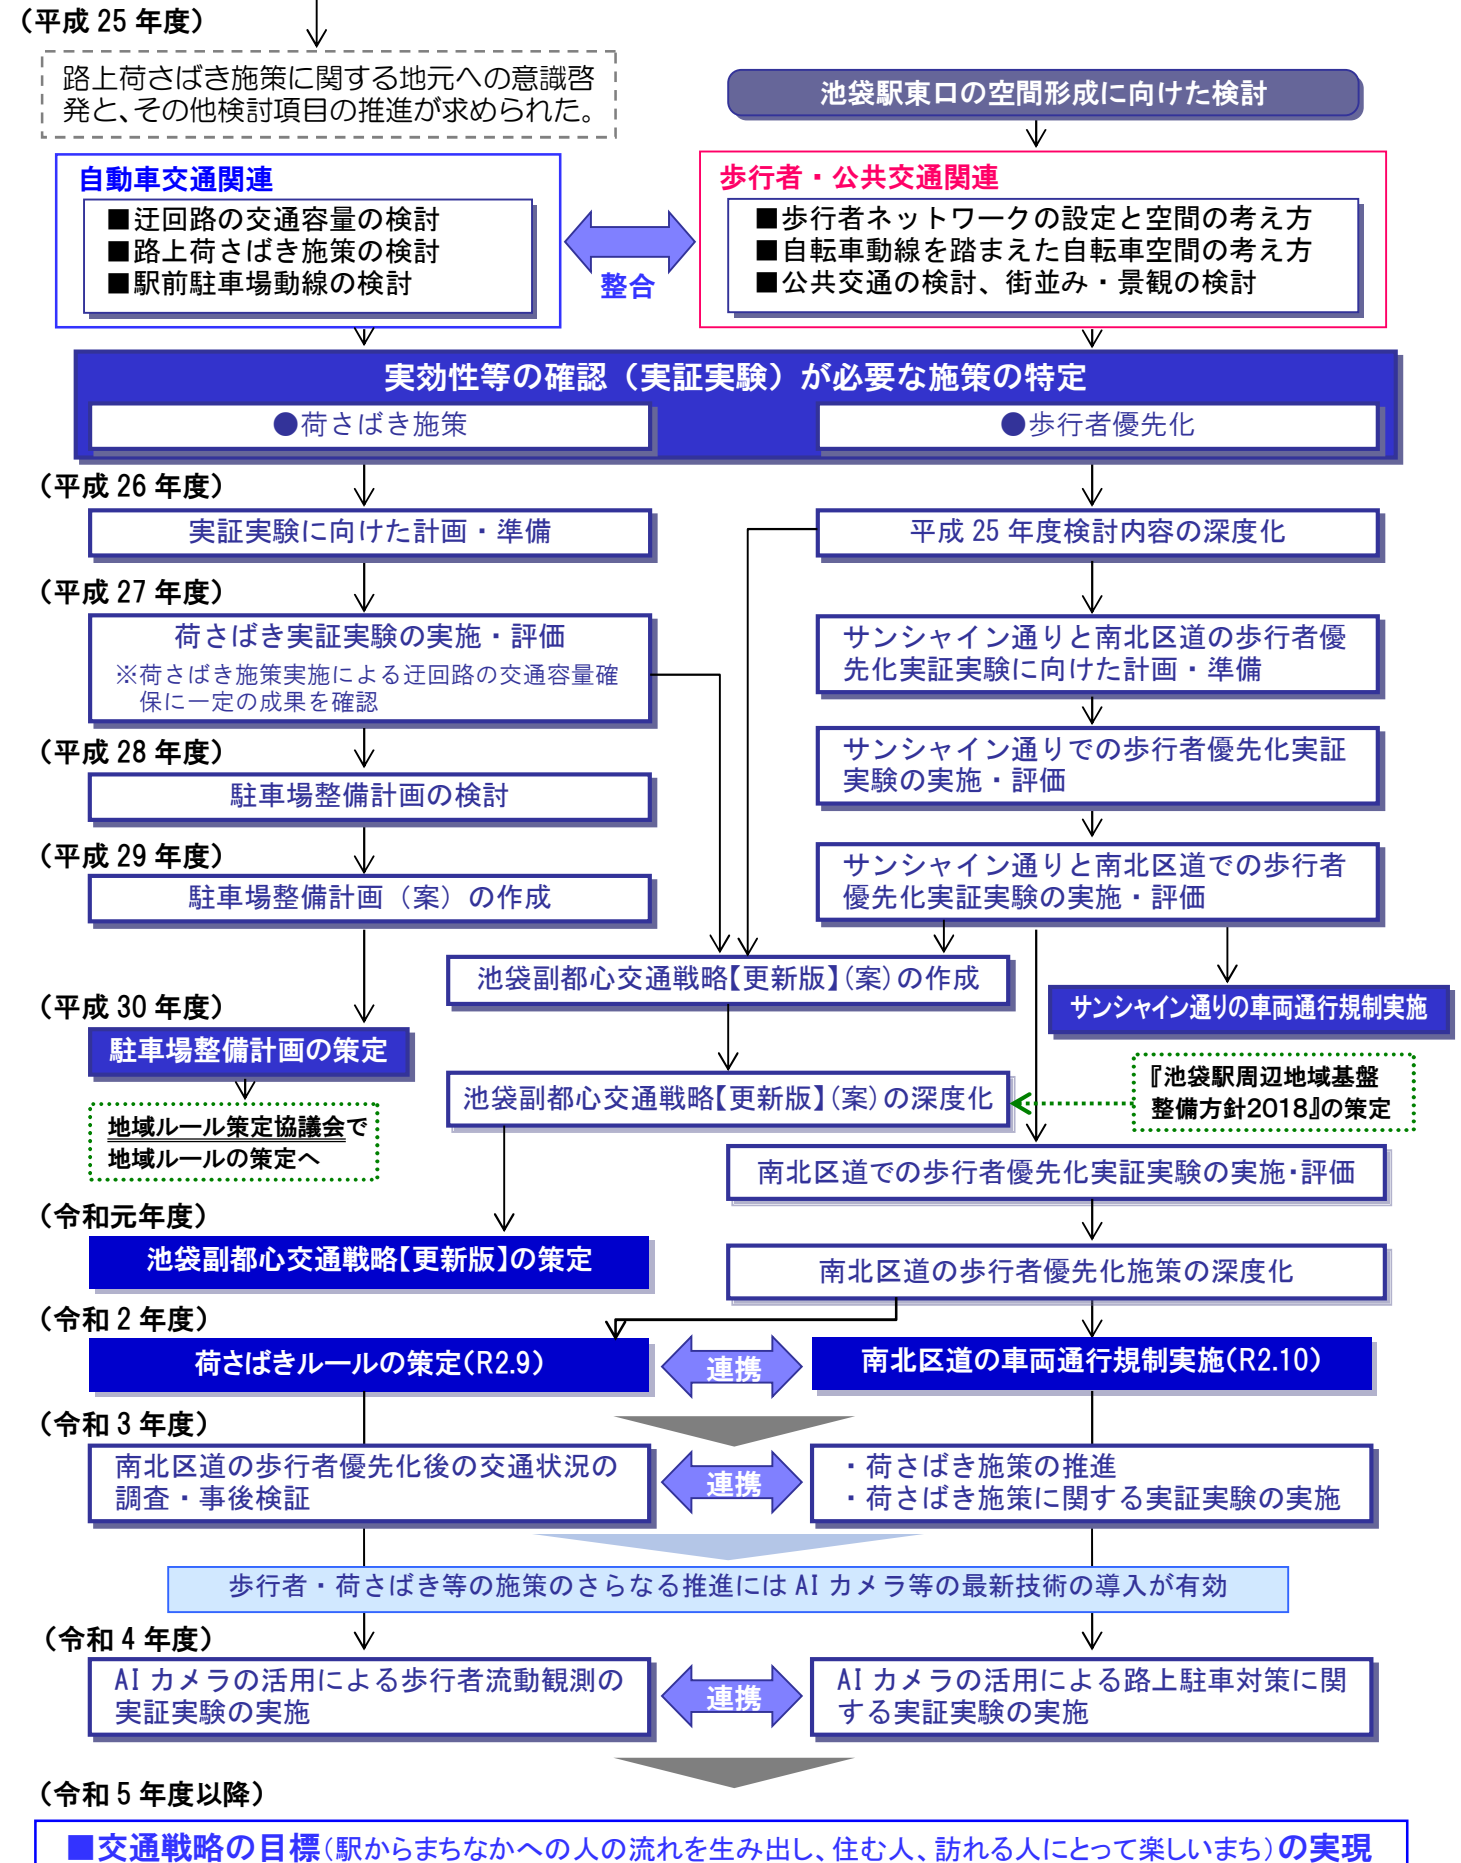 （平成25年度）
路上荷さばき施策に関する地元への意識啓
発と、その他検討項目の推進が求められた。
池袋駅東口の空間形成に向けた検討
自動車交通関連
■迂回路の交通容量の検討
■路上荷さばき施策の検討
■駅前駐車場動線の検討
整合
歩行者・公共交通関連
■歩行者ネットワークの設定と空間の考え方
■自転車動線を踏まえた自転車空間の考え方
■公共交通の検討、街並み・景観の検討
実効性等の確認（実証実験）が必要な施策の特定
●荷さばき施策
●歩行者優先化
（平成26年度）
実証実験に向けた計画・準備
平成25年度検討内容の深度化
（平成27年度）
荷さばき実証実験の実施・評価
※荷さばき施策実施による迂回路の交通容量確
保に一定の成果を確認
サンシャイン通りと南北区道の歩行者優
先化実証実験に向けた計画・準備
（平成28年度）
駐車場整備計画の検討
サンシャイン通りでの歩行者優先化実証
実験の実施・評価
（平成29年度）
駐車場整備計画（案）の作成
サンシャイン通りと南北区道での歩行者
優先化実証実験の実施・評価
池袋副都心交通戦略【更新版】（案）の作成
（平成30年度）
サンシャイン通りの車両通行規制実施
駐車場整備計画の策定
地域ルール策定協議会で
地域ルールの策定へ
池袋副都心交通戦略【更新版】（案）の深度化
『池袋駅周辺地域基盤
整備方針2018』の策定
南北区道での歩行者優先化実証実験の実施・評価
（令和元年度）
池袋副都心交通戦略【更新版】の策定
南北区道の歩行者優先化施策の深度化
（令和2年度）
荷さばきルールの策定（R2.9）
連携
南北区道の車両通行規制実施（R2.10）
（令和3年度）
南北区道の歩行者優先化後の交通状況の
調査・事後検証
連携
・荷さばき施策の推進
・荷さばき施策に関する実証実験の実施
歩行者・荷さばき等の施策のさらなる推進にはAIカメラ等の最新技術の導入が有効
（令和4年度）
AIカメラの活用による歩行者流動観測の
実証実験の実施
連携
AIカメラの活用による路上駐車対策に関
する実証実験の実施
（令和5年度以降）
■交通戦略の目標（駅からまちなかへの人の流れを生み出し、住む人、訪れる人にとって楽しいまち）の実現